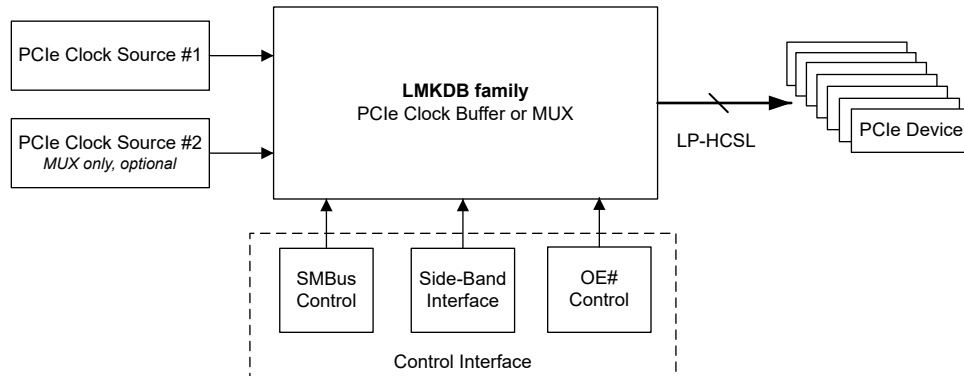 PCIe Clock Source #1
PCIe Clock Source #2
MUX only, optional
LMKDB family
PCIe Clock Buffer or MUX
LP-HCSL
PCIe Device
SMBus
Control
Side-Band
Interface
OE#
Control
Control Interface